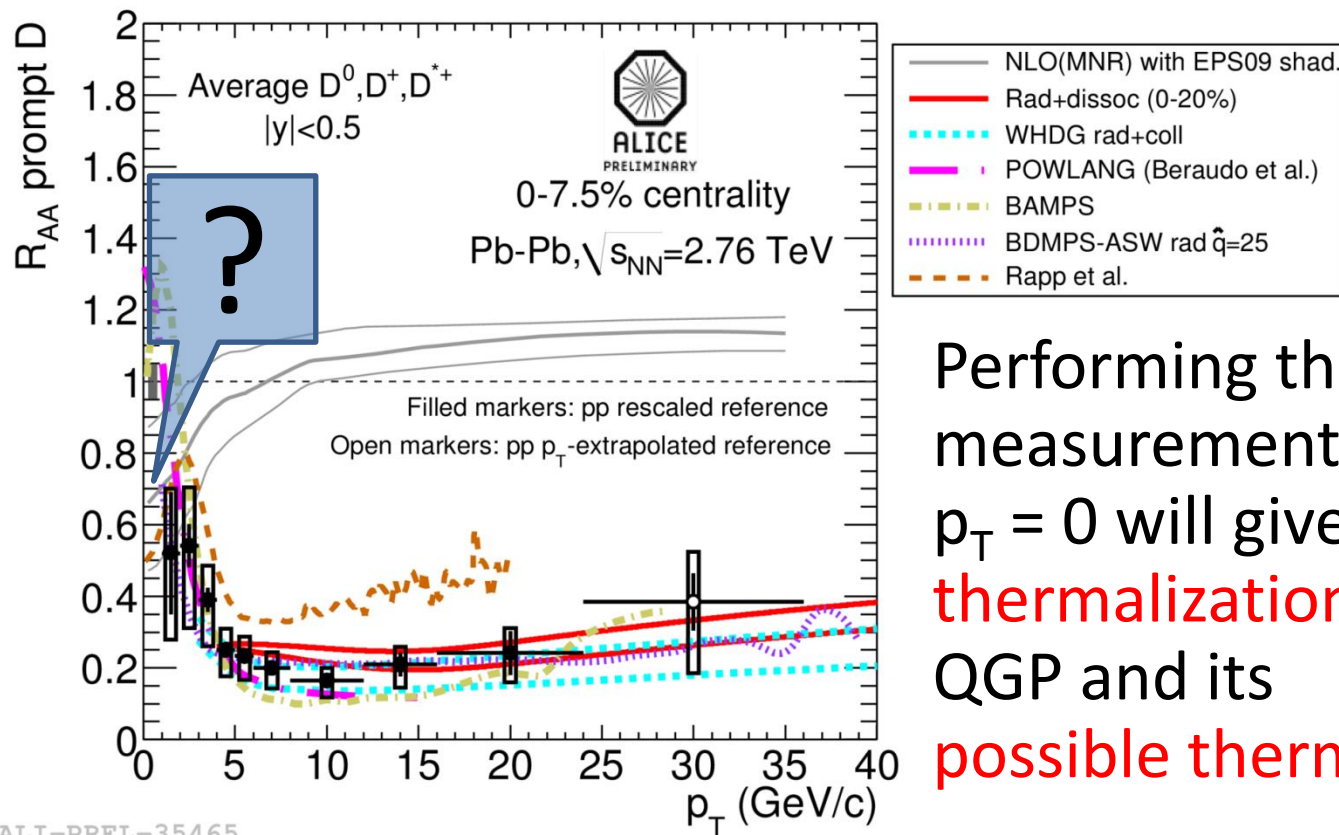 R_AA prompt D
2
1.8
1.6
1.4
1.2
1
0.8
0.6
0.4
0.2
0
Average D^0,D^+,D^*+
|y|<0.5
ALICE
PRELIMINARY
0-7.5% centrality
Pb-Pb,√s_NN=2.76 TeV
?
Filled markers: pp rescaled reference
Open markers: pp p_T-extrapolated reference
0 5 10 15 20 25 30 35 40
p_T (GeV/c)
NLO(MNR) with EPS09 shad.
Rad+dissoc (0-20%)
WHDG rad+coll
POWLANG (Beraudo et al.)
BAMPS
BDMPS-ASW rad q̂=25
Rapp et al.
Performing th
measurement
p_T = 0 will give
thermalization
QGP and its
possible therm
ALI-PREL-35465